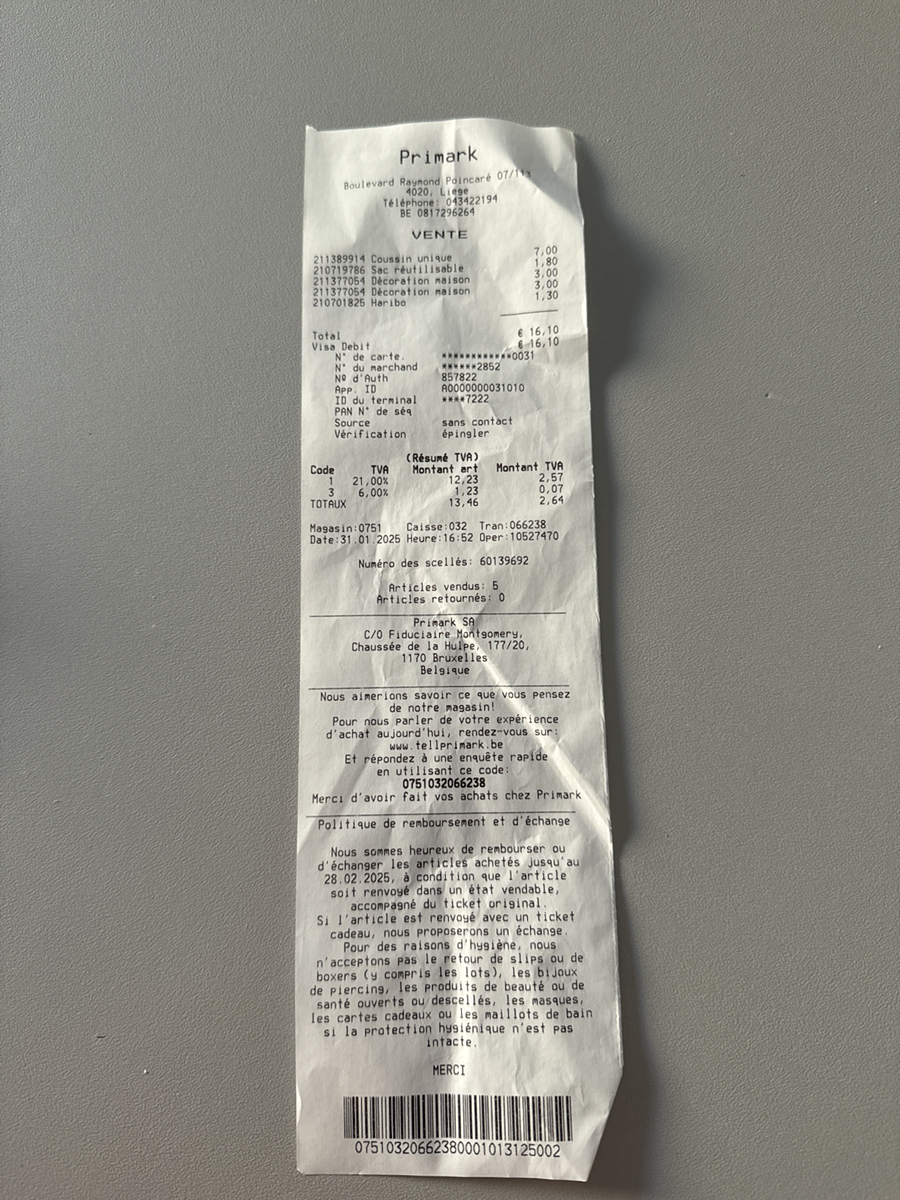 Primark
Boulevard Raymond Poincaré
4020, Liege
Téléphone: 043422194
BE 0817296264
VENTE
211389914 Coussin unique 7,00
210719786 Sac réutilisable 1,80
211377054 Décoration maison 3,00
211377054 Décoration maison 3,00
210701825 Haribo 1,30
Total € 16,10
Visa Debit € 16,10
N° de carte. ************0031
N° du marchand ******2852
Nº d'Auth 857822
App. ID A0000000031010
ID du terminal ****7222
PAN N° de séq
Source sans contact
Vérification épingler
(Résumé TVA)
Code TVA Montant art Montant TVA
1 21,00% 12,23 2,57
3 6,00% 1,23 0,07
TOTAUX 13,46 2,64
Magasin:0751 Caisse:032 Tran:066238
Date:31.01.2025 Heure:16:52 Oper:10527470
Numéro des scellés: 60139692
Articles vendus: 5
Articles retournés: 0
Primark SA
C/O Fiduciaire Montgomery,
Chaussée de la Hulpe, 177/20,
1170 Bruxelles
Belgique
Nous aimerions savoir ce que vous pensez
de notre magasin!
Pour nous parler de votre expérience
d'achat aujourd'hui, rendez-vous sur:
www.tellprimark.be
Et répondez à une enquête rapide
en utilisant ce code:
0751032066238
Merci d'avoir fait vos achats chez Primark
Politique de remboursement et d'échange
Nous sommes heureux de rembourser ou
d'échanger les articles achetés jusqu'au
28.02.2025, à condition que l'article
soit renvoyé dans un état vendable,
accompagné du ticket original.
Si l'article est renvoyé avec un ticket
cadeau, nous proposerons un échange.
Pour des raisons d'hygiène, nous
n'acceptons pas le retour de slips ou de
boxers (y compris les lots), les bijoux
de piercing, les produits de beauté ou de
santé ouverts ou descellés, les masques,
les cartes cadeaux ou les maillots de bain
si la protection hygiénique n'est pas
intacte.
MERCI
07510320662380001013125002